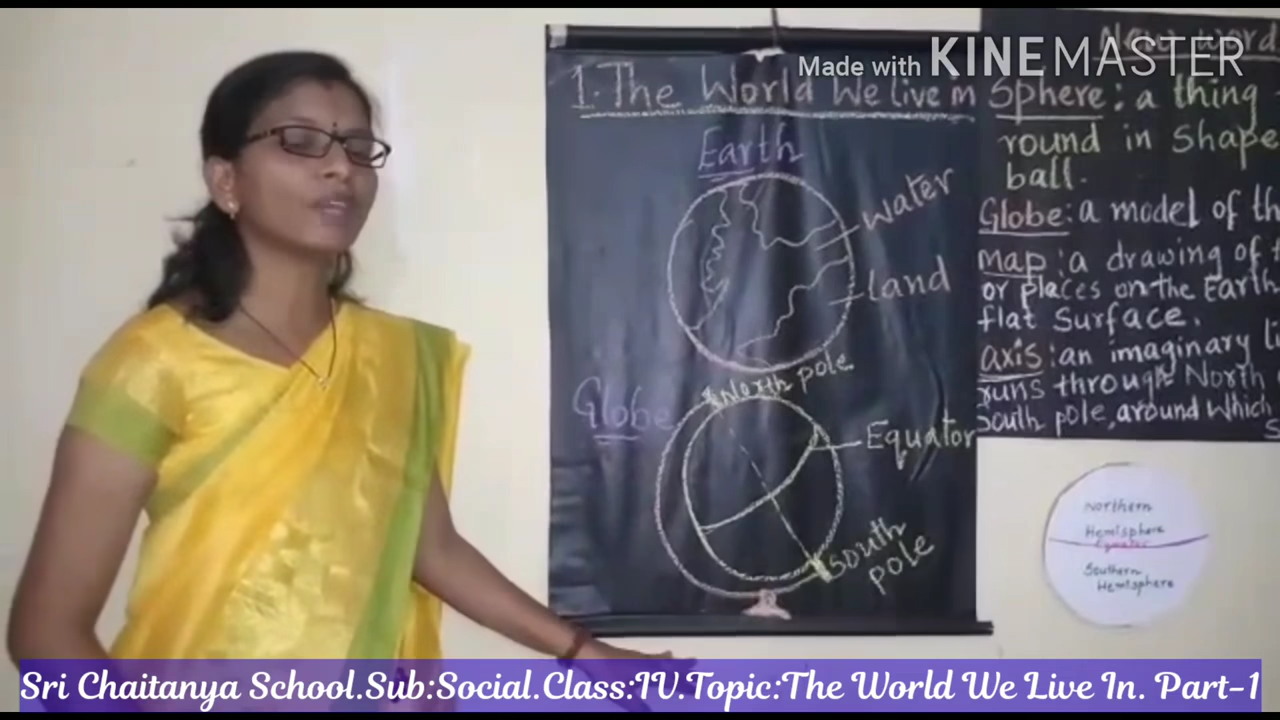 Made with KINEMASTER
New word
1. The World We live in
Earth
water
land
Globe
North pole
Equator
South
pole
Sphere: a thing
round in Shape
ball.
Globe: a model of th
map: a drawing of
or places on the Earth
flat Surface.
axis: an imaginary li
runs through North
South pole, around which
S
Northern
Hemisphere
Equator
Southern
Hemisphere
Sri Chaitanya School.Sub:Social.Class:IV.Topic:The World We Live In. Part-1